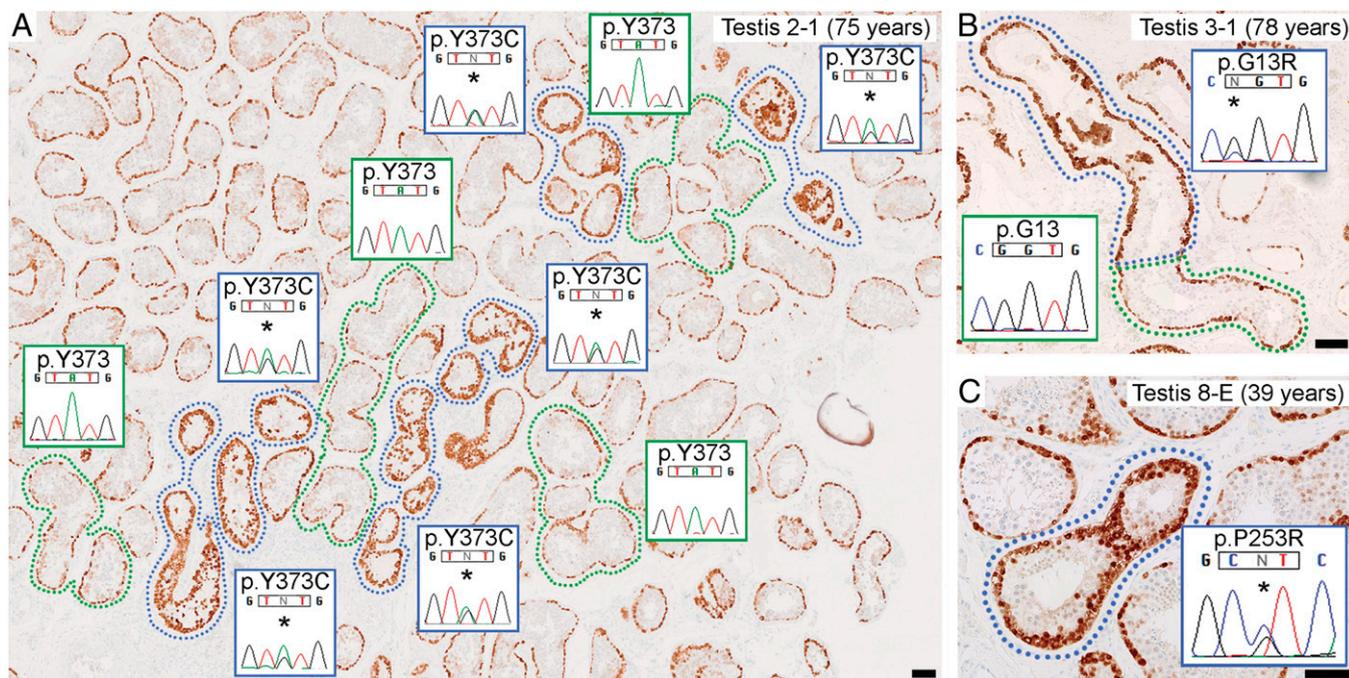 A
Testis 2-1 (75 years)
p.Y373C
G T N T G
*
p.Y373
G T A T G
p.Y373C
G T N T G
*
p.Y373
G T A T G
p.Y373C
G T N T G
*
p.Y373C
G T N T G
*
p.Y373
G T A T G
p.Y373
G T A T G
p.Y373C
G T N T G
*
p.Y373C
G T N T G
*
B
Testis 3-1 (78 years)
p.G13R
C N G T G
*
p.G13
C G G T G
C
Testis 8-E (39 years)
p.P253R
G C N T C
*